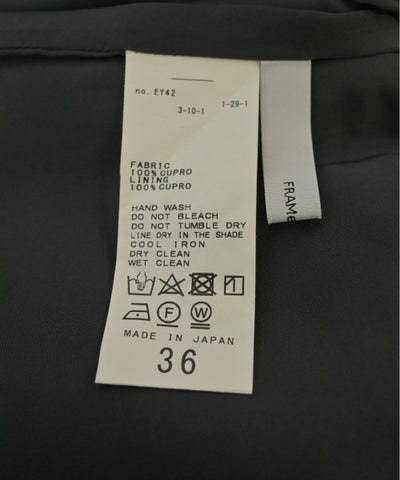 no. EY42
3-10-1 1-29-1
FABRIC
100% CUPRO
LINING
100% CUPRO
HAND WASH
DO NOT BLEACH
DO NOT TUMBLE DRY
LINE DRY IN THE SHADE
COOL IRON
DRY CLEAN
WET CLEAN
F W
MADE IN JAPAN
36
FRAME